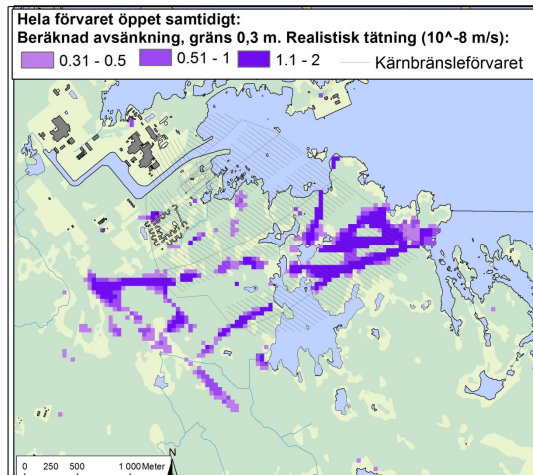 Hela förvaret öppet samtidigt:
Beräknad avsänkning, gräns 0,3 m. Realistisk tätning (10^-8 m/s):
0.31 - 0.5 0.51 - 1 1.1 - 2 Kärnbränsleförvaret
N
0 250 500 1 000 Meter